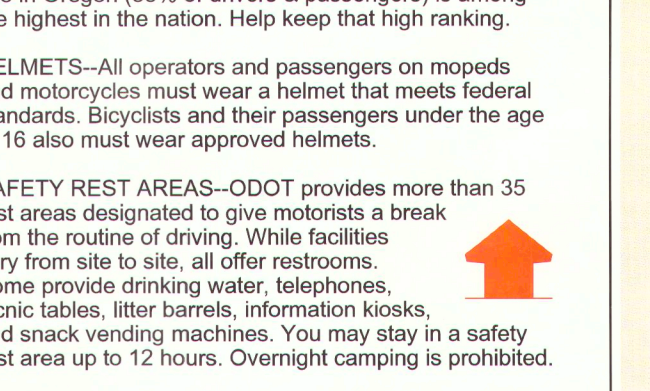 highest in the nation. Help keep that high ranking.
ELMETS--All operators and passengers on mopeds
d motorcycles must wear a helmet that meets federal
andards. Bicyclists and their passengers under the age
16 also must wear approved helmets.
AFETY REST AREAS--ODOT provides more than 35
st areas designated to give motorists a break
om the routine of driving. While facilities
ry from site to site, all offer restrooms.
ome provide drinking water, telephones,
cnic tables, litter barrels, information kiosks,
d snack vending machines. You may stay in a safety
st area up to 12 hours. Overnight camping is prohibited.